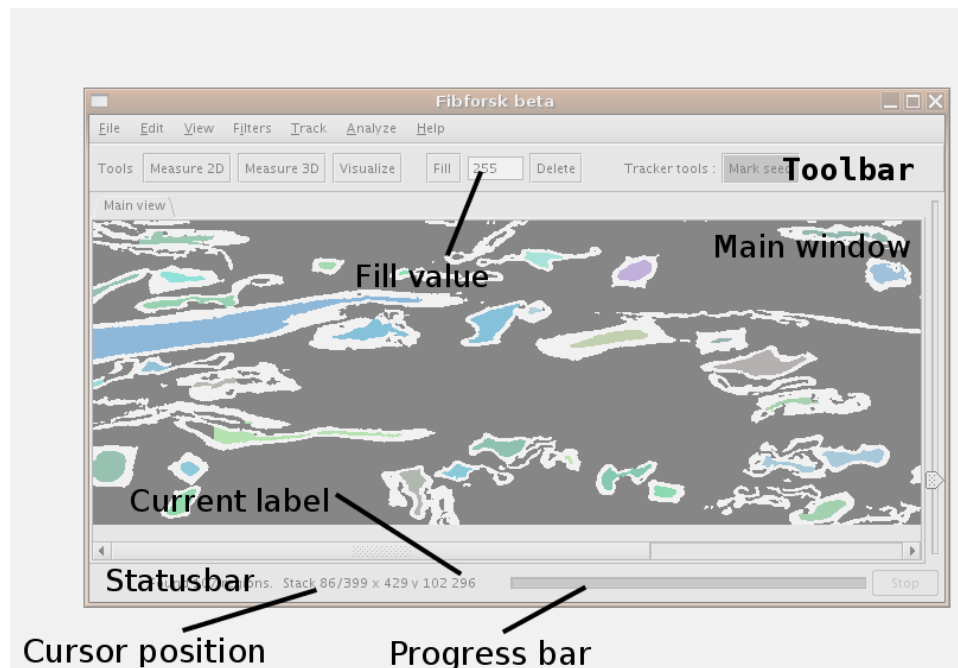 Fibforsk beta
File Edit View Filters Track Analyze Help
Tools Measure 2D Measure 3D Visualize Fill 255 Delete Tracker tools : Mark seed Toolbar
Main view
Main window
Fill value
Current label
Statusbar regions. Stack 86/399 x 429 y 102 296 Stop
Cursor position Progress bar